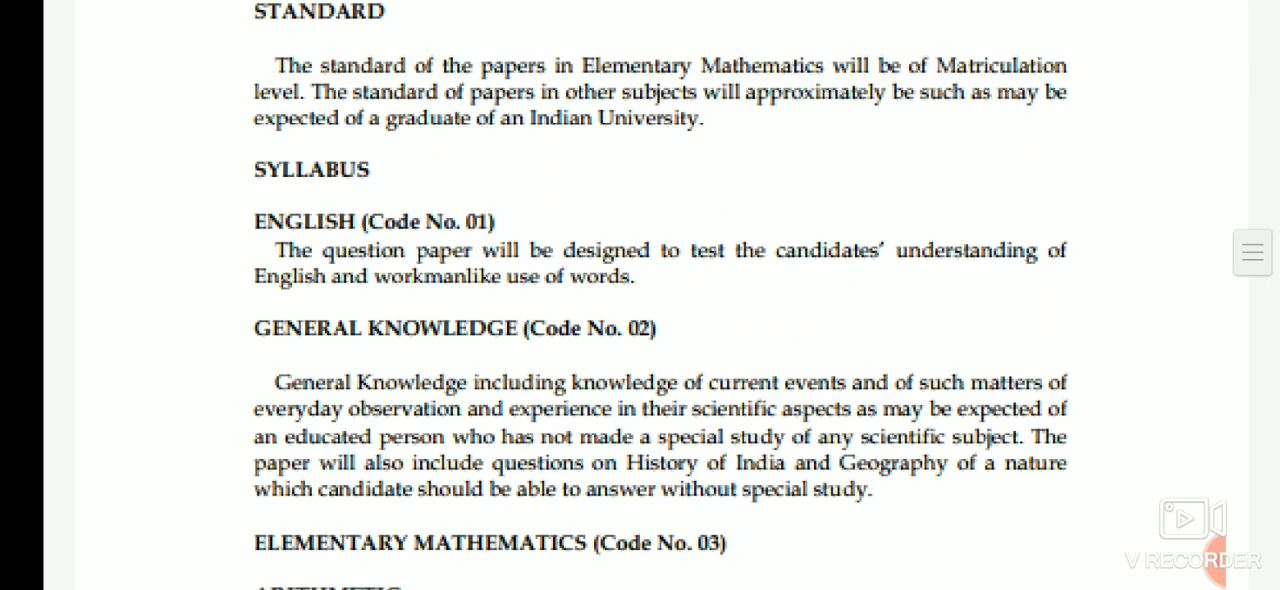 STANDARD
The standard of the papers in Elementary Mathematics will be of Matriculation
level. The standard of papers in other subjects will approximately be such as may be
expected of a graduate of an Indian University.
SYLLABUS
ENGLISH (Code No. 01)
The question paper will be designed to test the candidates' understanding of
English and workmanlike use of words.
GENERAL KNOWLEDGE (Code No. 02)
General Knowledge including knowledge of current events and of such matters of
everyday observation and experience in their scientific aspects as may be expected of
an educated person who has not made a special study of any scientific subject. The
paper will also include questions on History of India and Geography of a nature
which candidate should be able to answer without special study.
ELEMENTARY MATHEMATICS (Code No. 03)
ARITHMETIC
V RECORDER